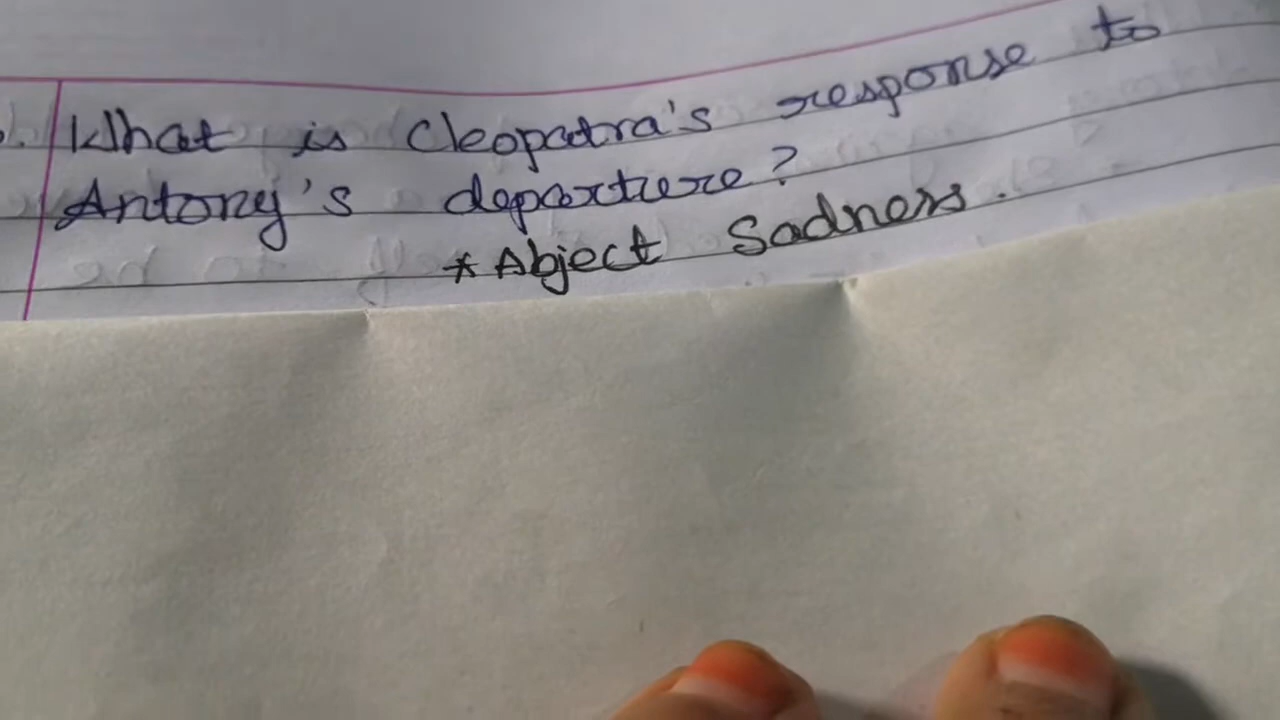 What is Cleopatra's response to
Antony's departure?
*Abject Sadness.